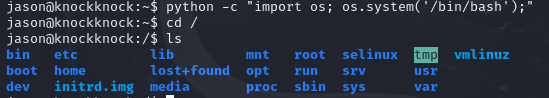 jason@knockknock:~$ python -c "import os; os.system('/bin/bash');"
jason@knockknock:~$ cd /
jason@knockknock:/$ ls
bin etc lib mnt root selinux tmp vmlinuz
boot home lost+found opt run srv usr
dev initrd.img media proc sbin sys var